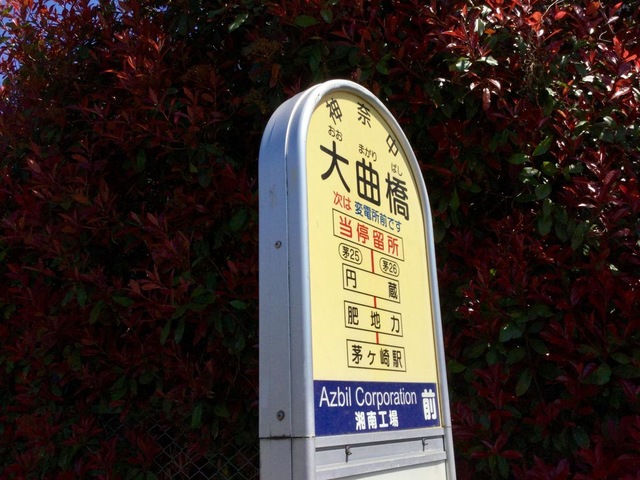 神奈中
おお まがり ばし
大曲橋
次は 変電所前です
当停留所
茅25 茅26
円蔵
肥地力
茅ケ崎駅
Azbil Corporation
湘南工場 前